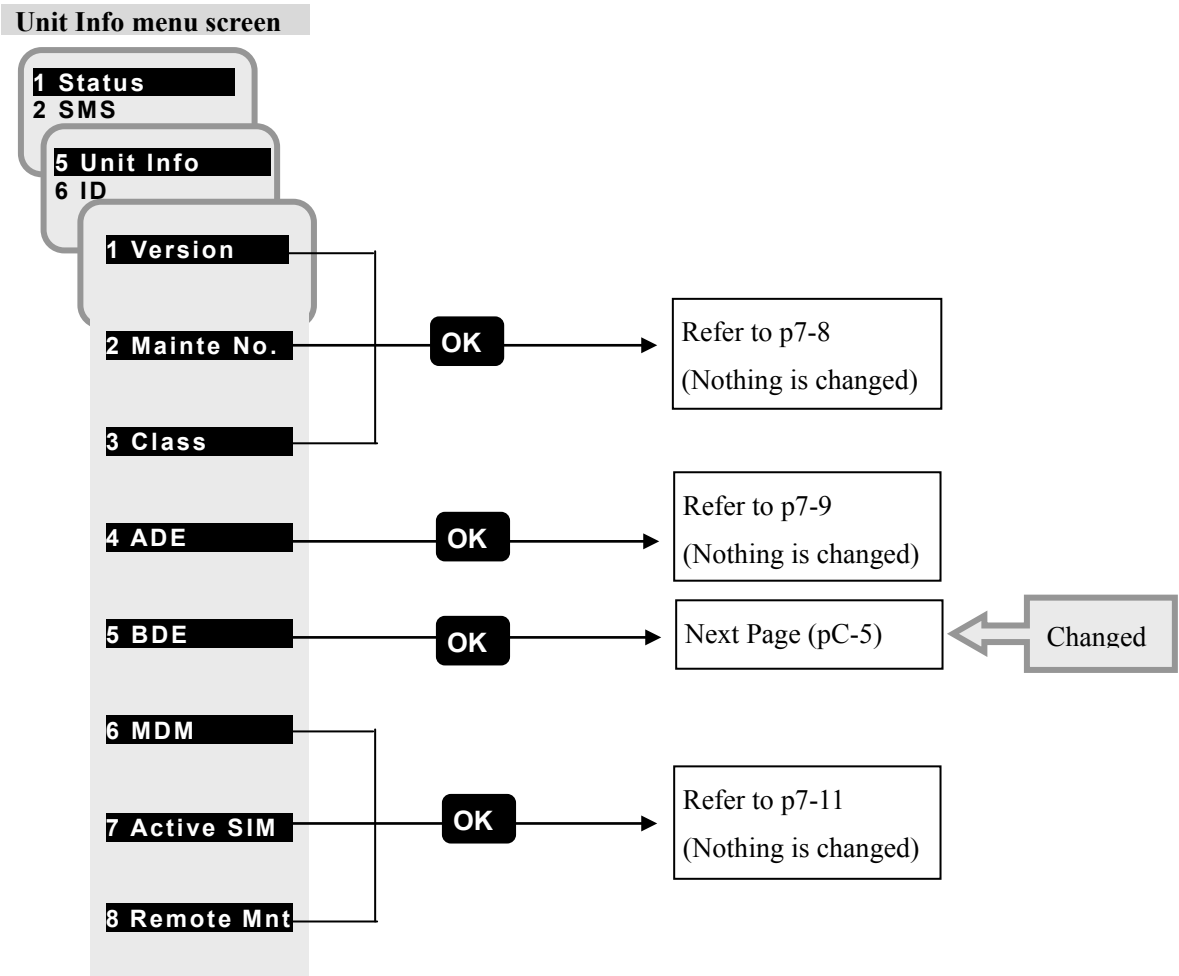 Unit Info menu screen
1 Status
2 SMS
5 Unit Info
6 ID
1 Version
2 Mainte No.
OK
Refer to p7-8
(Nothing is changed)
3 Class
4 ADE
OK
Refer to p7-9
(Nothing is changed)
5 BDE
OK
Next Page (pC-5)
Changed
6 MDM
7 Active SIM
OK
Refer to p7-11
(Nothing is changed)
8 Remote Mnt